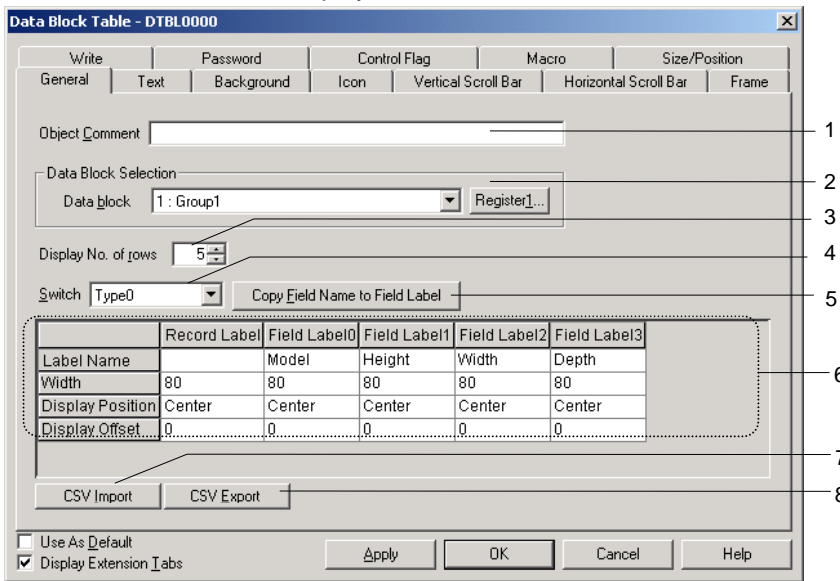 Data Block Table - DTBL0000
Write Password Control Flag Macro Size/Position
General Text Background Icon Vertical Scroll Bar Horizontal Scroll Bar Frame
Object Comment 1
Data Block Selection 2
Data block 1 : Group1 Register1...
3
Display No. of rows 5 4
Switch Type0 Copy Field Name to Field Label 5
Record Label Field Label0 Field Label1 Field Label2 Field Label3
Label Name Model Height Width Depth
6
Width 80 80 80 80 80
Display Position Center Center Center Center Center
Display Offset 0 0 0 0 0
7
CSV Import CSV Export 8
Use As Default
Display Extension Tabs Apply OK Cancel Help